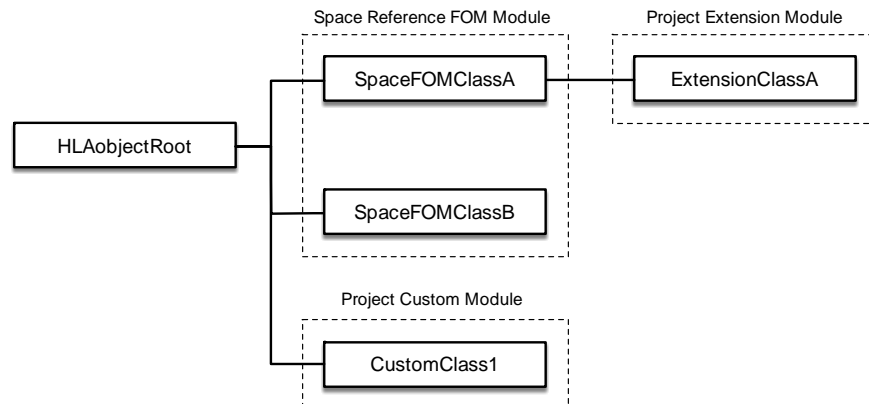 Space Reference FOM Module
Project Extension Module
SpaceFOMClassA
ExtensionClassA
HLAobjectRoot
SpaceFOMClassB
Project Custom Module
CustomClass1